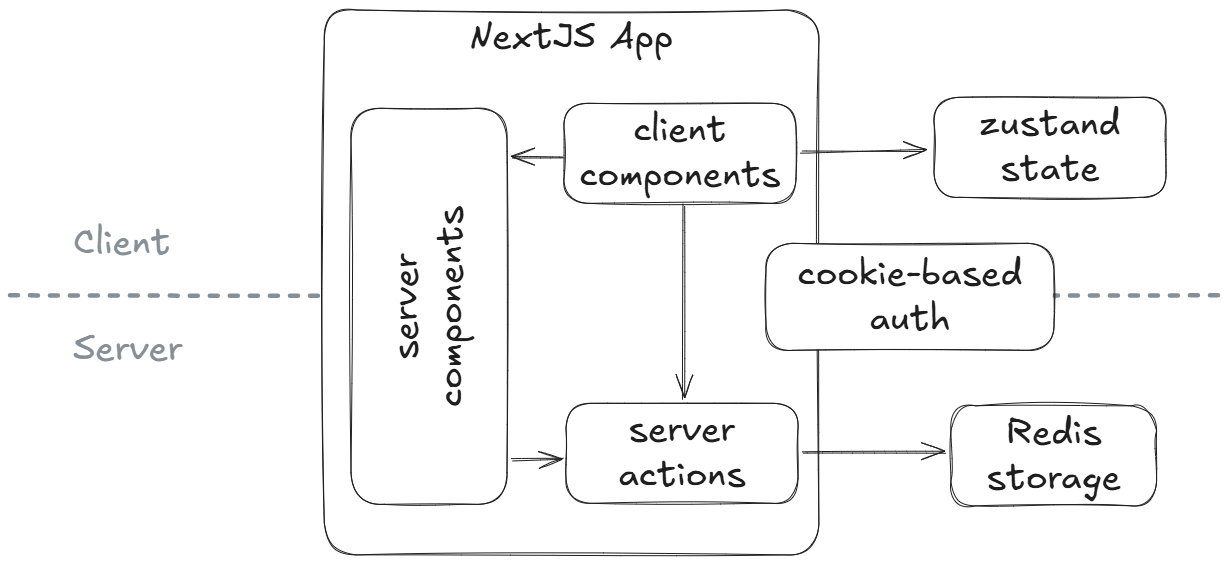 NextJS App
client
components
zustand
state
server
components
Client
cookie-based
auth
Server
server
actions
Redis
storage